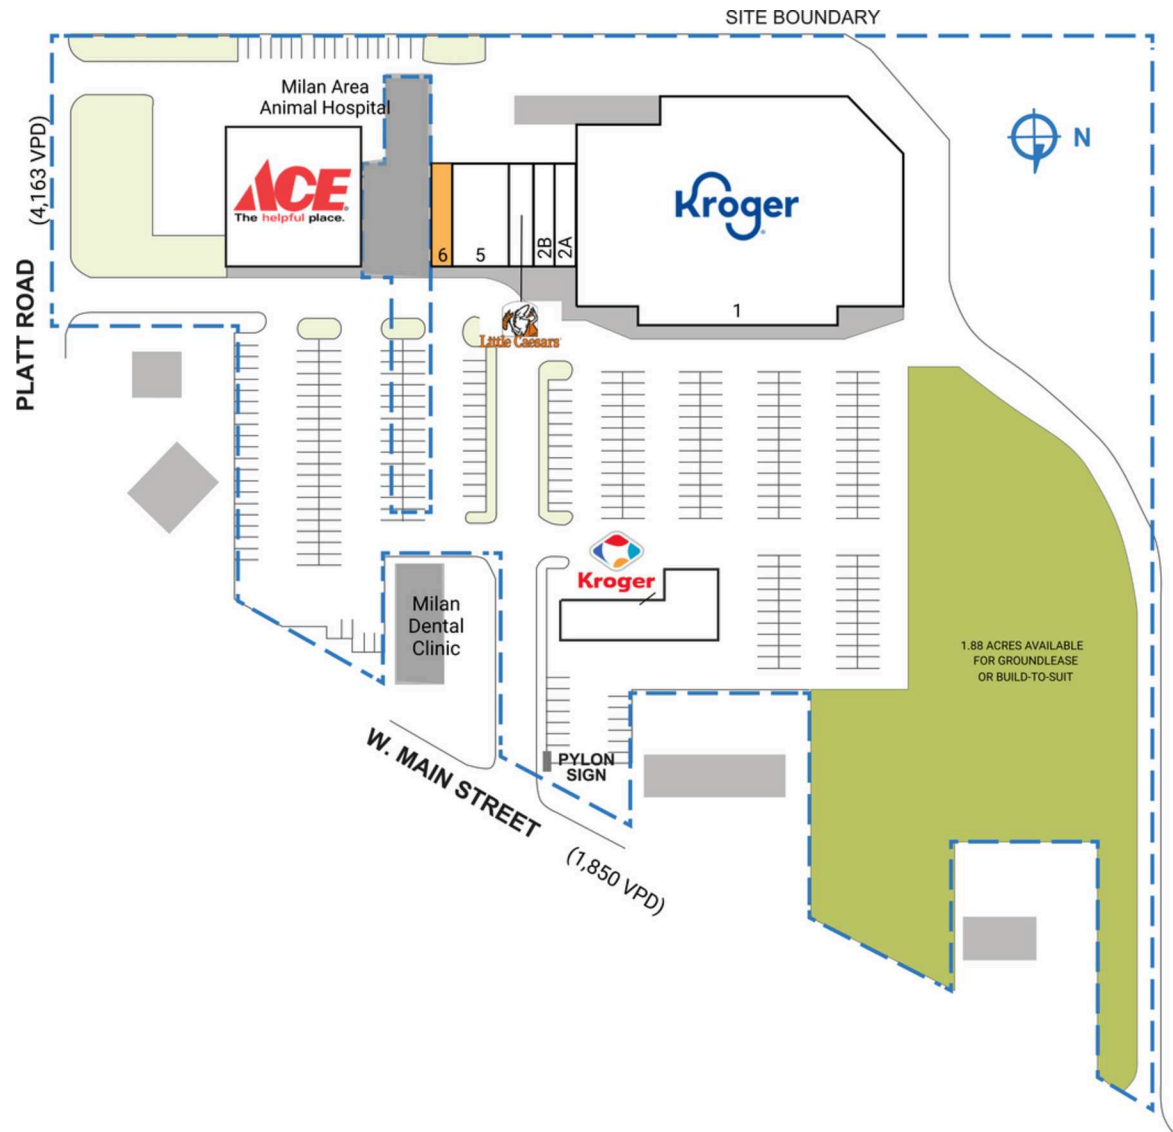 SITE BOUNDARY
Milan Area
Animal Hospital
N
(4,163 VPD)
PLATT ROAD
ACE
The helpful place.
Kroger
6
5
2B
2A
1
Little Caesars
Kroger
Milan
Dental
Clinic
1.88 ACRES AVAILABLE
FOR GROUNDLEASE
OR BUILD-TO-SUIT
PYLON
SIGN
W. MAIN STREET
(1,850 VPD)